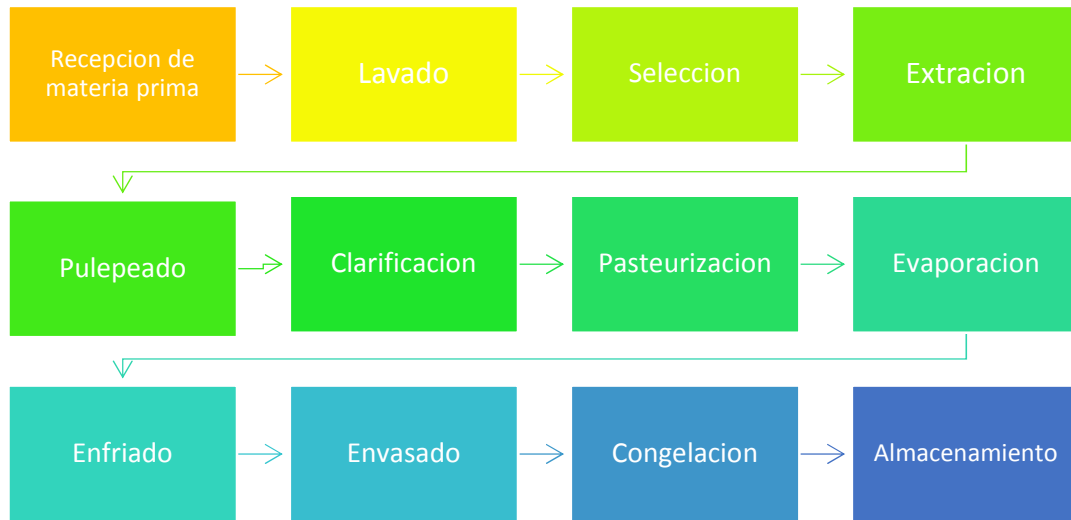 Recepcion de
materia prima
Lavado
Seleccion
Extracion
Pulepeado
Clarificacion
Pasteurizacion
Evaporacion
Enfriado
Envasado
Congelacion
Almacenamiento